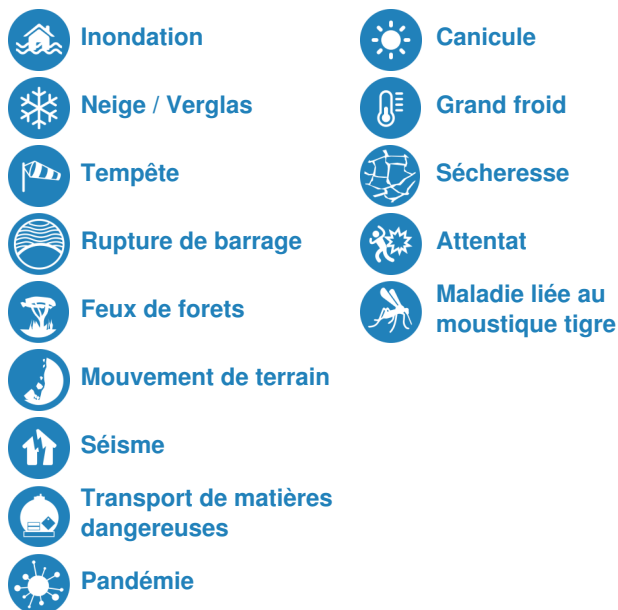 Inondation
Neige / Verglas
Tempête
Rupture de barrage
Feux de forets
Mouvement de terrain
Séisme
Transport de matières
dangereuses
Pandémie
Canicule
Grand froid
Sécheresse
Attentat
Maladie liée au
moustique tigre